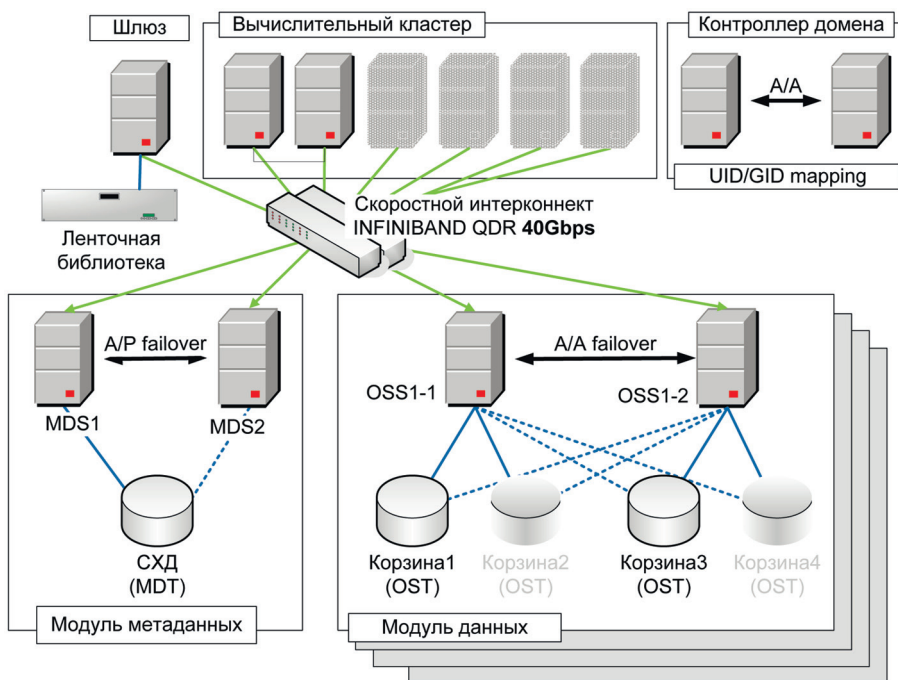 Шлюз
Вычислительный кластер
Контроллер домена
A/A
UID/GID mapping
Скоростной интерконнект
INFINIBAND QDR 40Gbps
Ленточная
библиотека
A/P failover
MDS1
MDS2
СХД
(MDT)
Модуль метаданных
A/A failover
OSS1-1
OSS1-2
Корзина1
(OST)
Корзина2
(OST)
Корзина3
(OST)
Корзина4
(OST)
Модуль данных